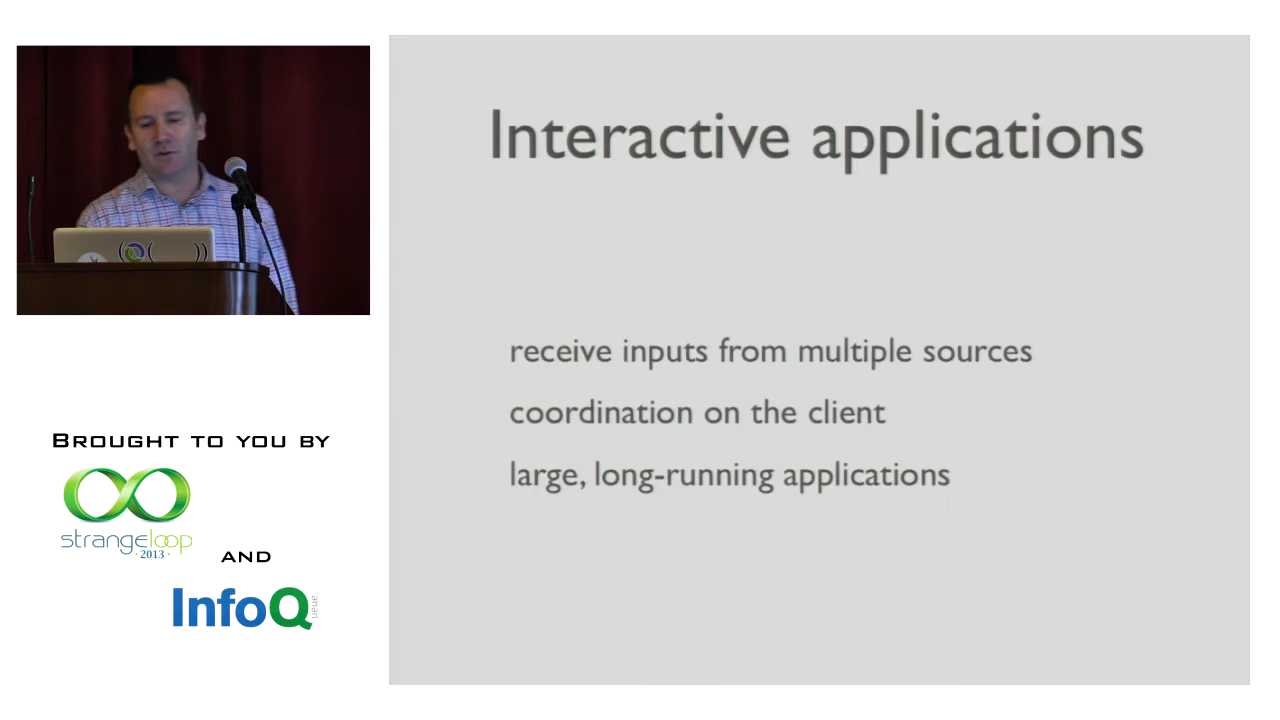 Interactive applications
receive inputs from multiple sources
coordination on the client
large, long-running applications
BROUGHT TO YOU BY
strangeloop
· 2013 ·
AND
InfoQ
ueue